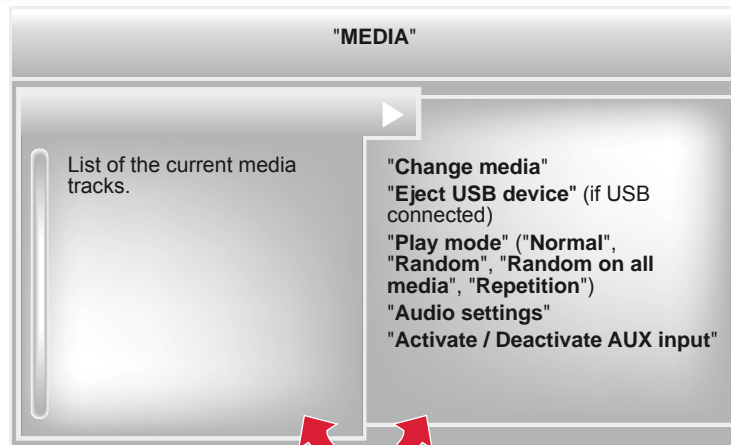 "MEDIA"
List of the current media
tracks.
"Change media"
"Eject USB device" (if USB
connected)
"Play mode" ("Normal",
"Random", "Random on all
media", "Repetition")
"Audio settings"
"Activate / Deactivate AUX input"